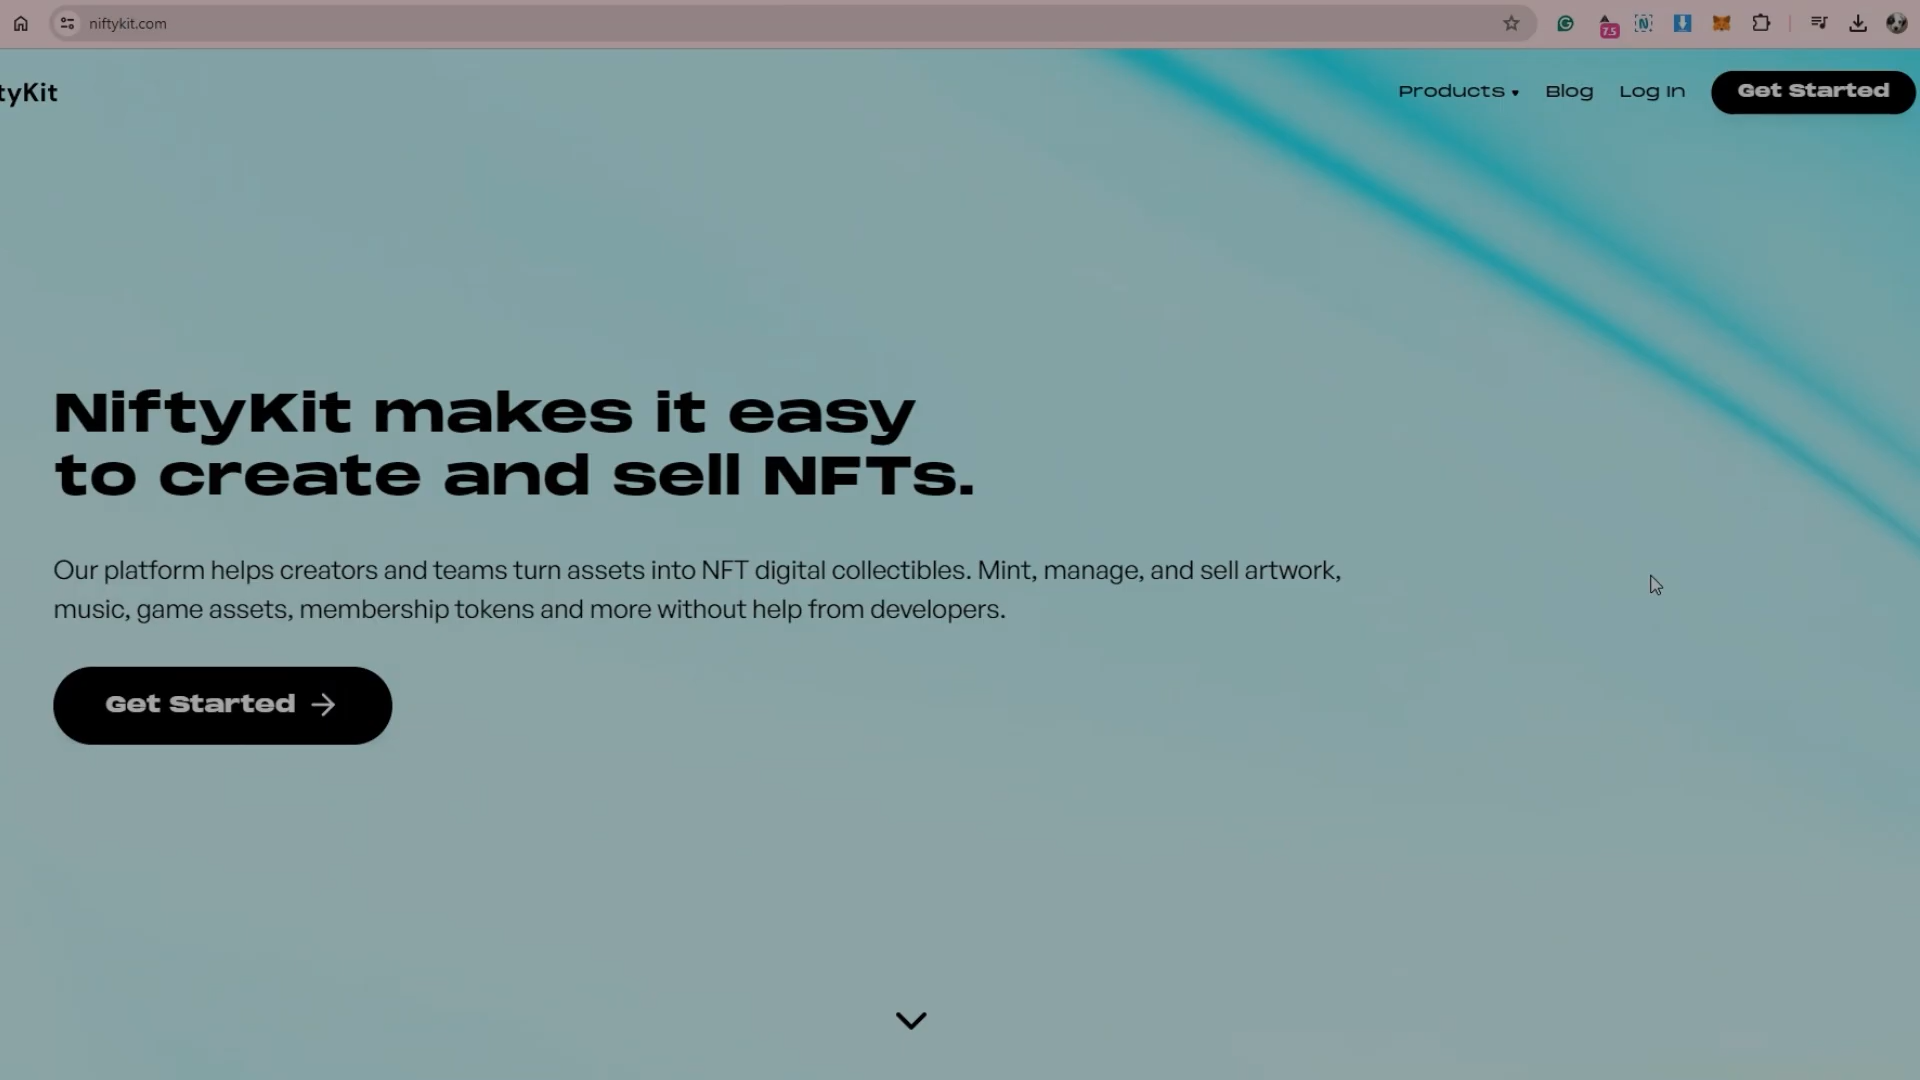 niftykit.com
7.5
N
tyKit
Products
Blog
Log In
Get Started
NiftyKit makes it easy
to create and sell NFTs.
Our platform helps creators and teams turn assets into NFT digital collectibles. Mint, manage, and sell artwork,
music, game assets, membership tokens and more without help from developers.
Get Started →